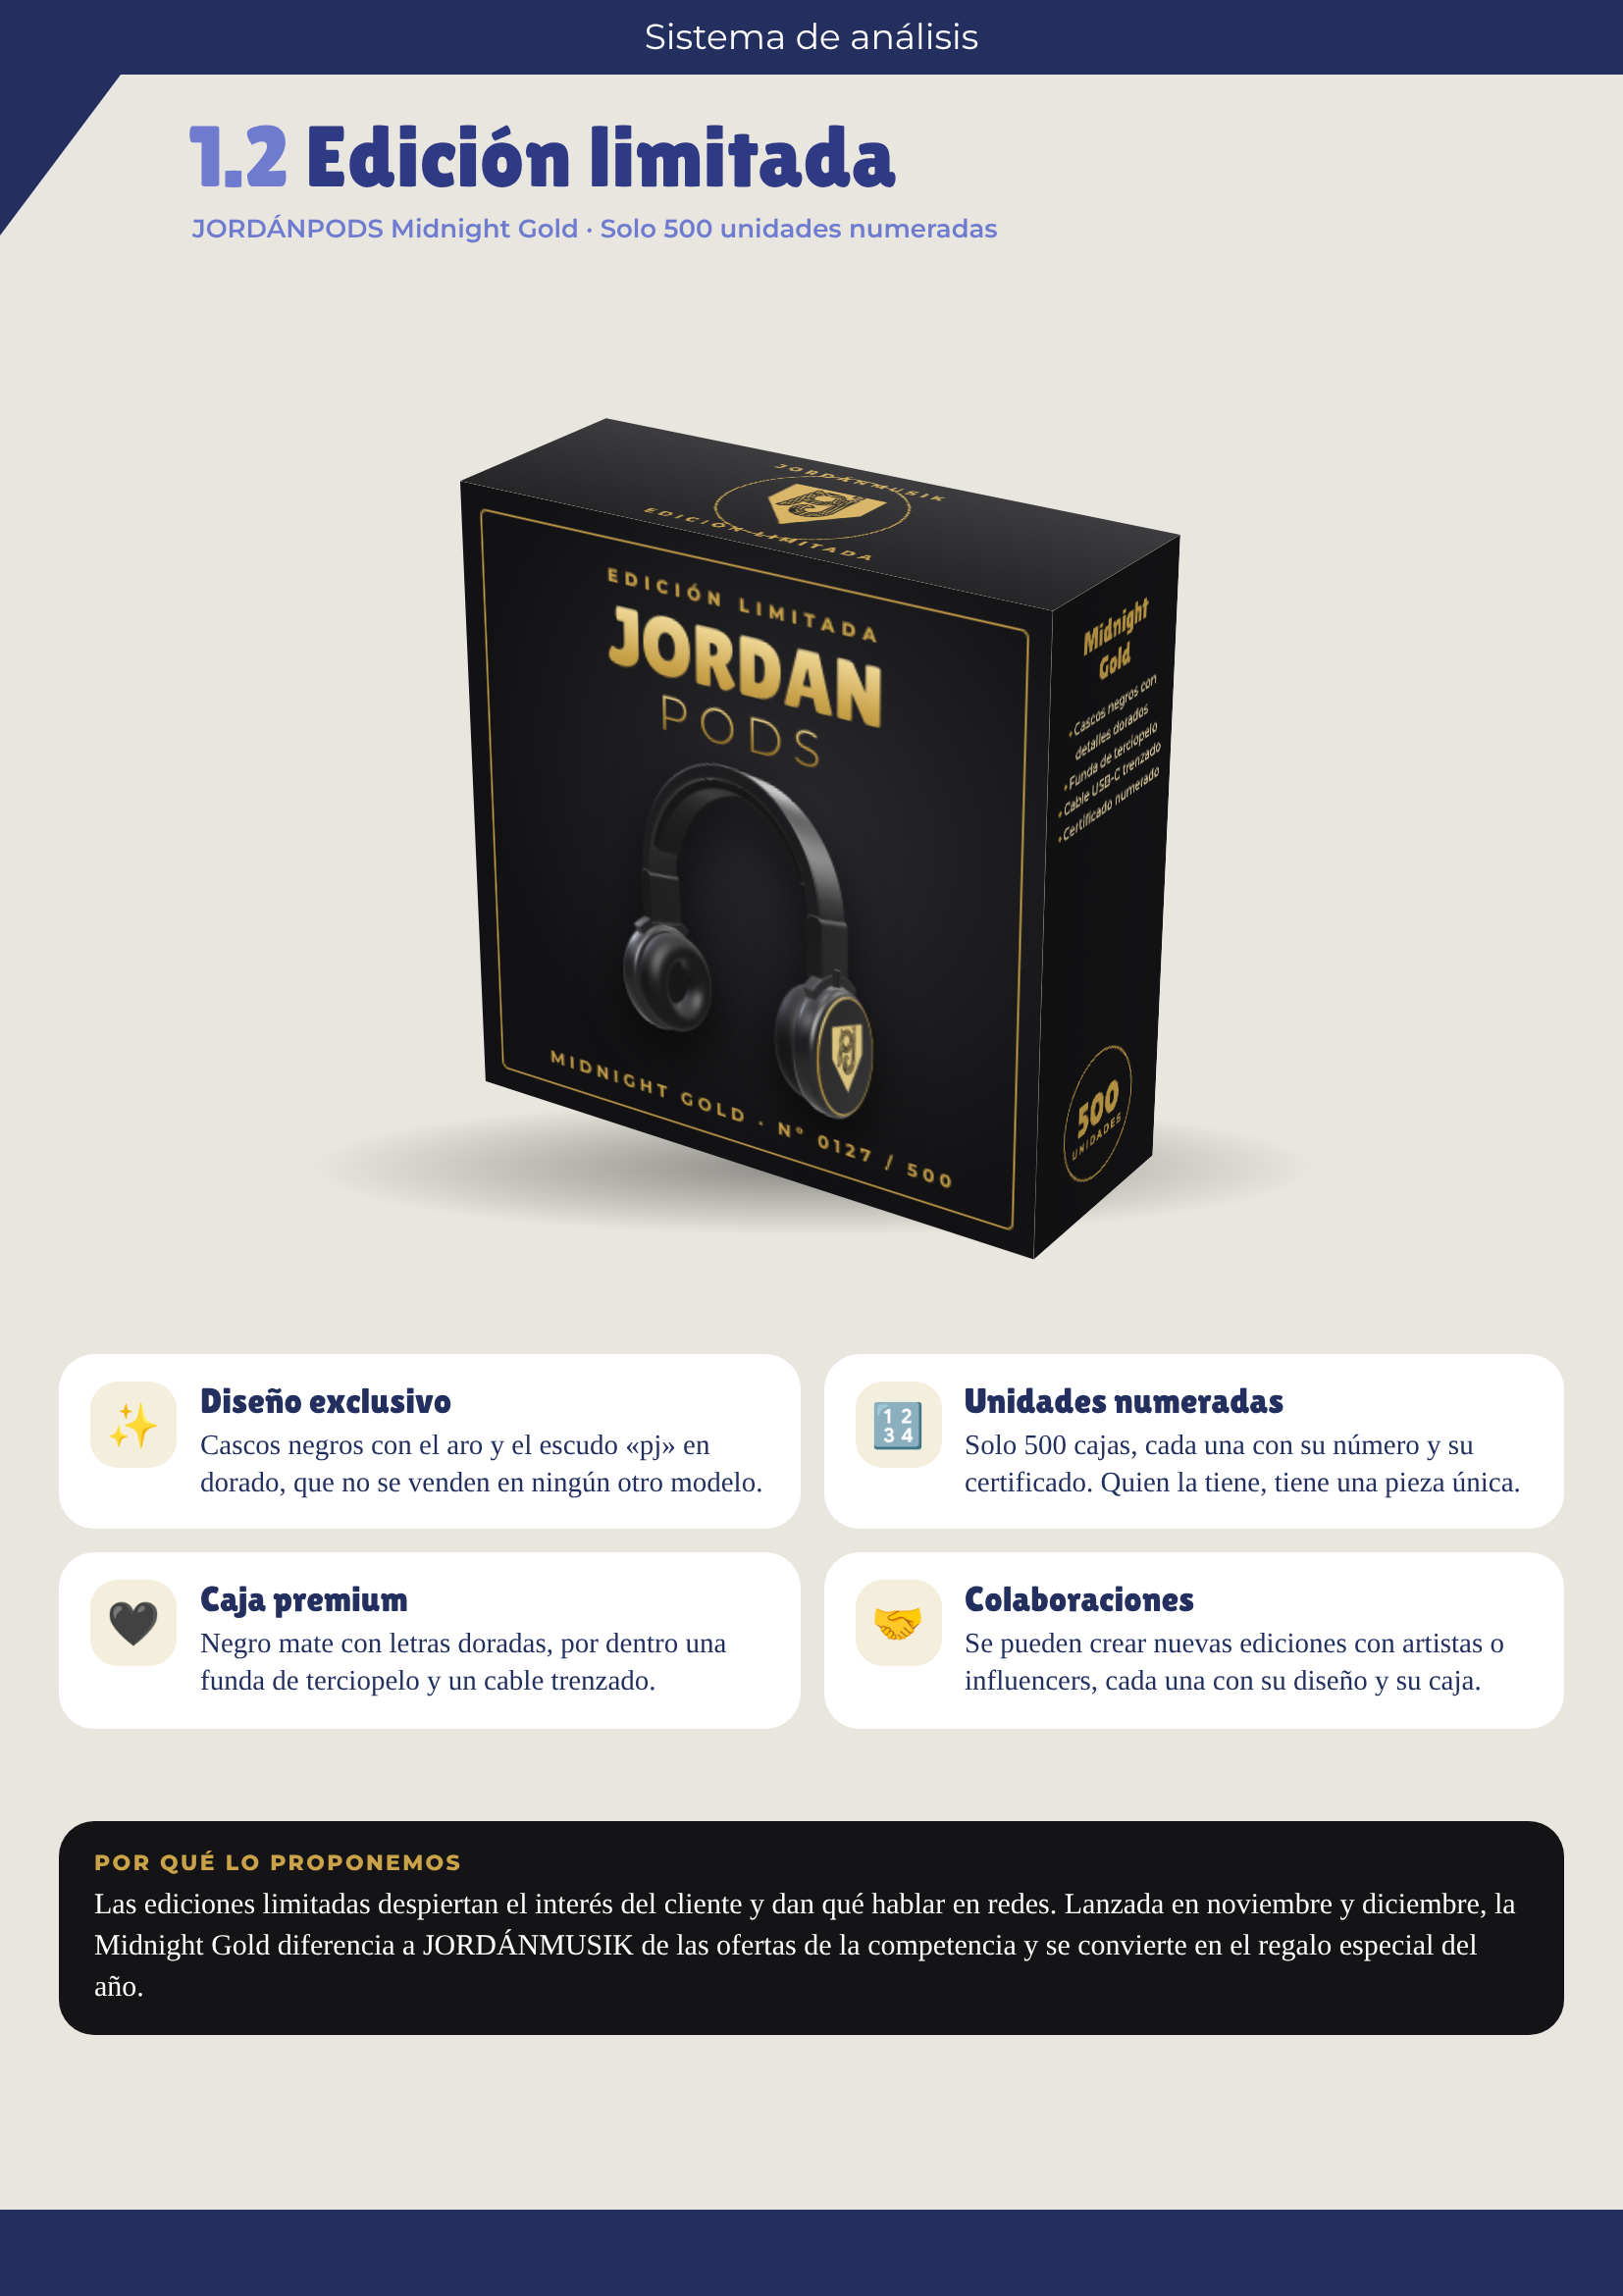 Sistema de análisis
1.2 Edición limitada
JORDÁNPODS Midnight Gold · Solo 500 unidades numeradas
JORDÁNMUSIK
EDICIÓN LIMITADA
EDICIÓN LIMITADA
JORDAN
PODS
MIDNIGHT GOLD · Nº 0127 / 500
Midnight
Gold
• Cascos negros con
detalles dorados
• Funda de terciopelo
• Cable USB-C trenzado
• Certificado numerado
500
UNIDADES
Diseño exclusivo
Cascos negros con el aro y el escudo «pj» en
dorado, que no se venden en ningún otro modelo.
Unidades numeradas
Solo 500 cajas, cada una con su número y su
certificado. Quien la tiene, tiene una pieza única.
Caja premium
Negro mate con letras doradas, por dentro una
funda de terciopelo y un cable trenzado.
Colaboraciones
Se pueden crear nuevas ediciones con artistas o
influencers, cada una con su diseño y su caja.
POR QUÉ LO PROPONEMOS
Las ediciones limitadas despiertan el interés del cliente y dan qué hablar en redes. Lanzada en noviembre y diciembre, la
Midnight Gold diferencia a JORDÁNMUSIK de las ofertas de la competencia y se convierte en el regalo especial del
año.